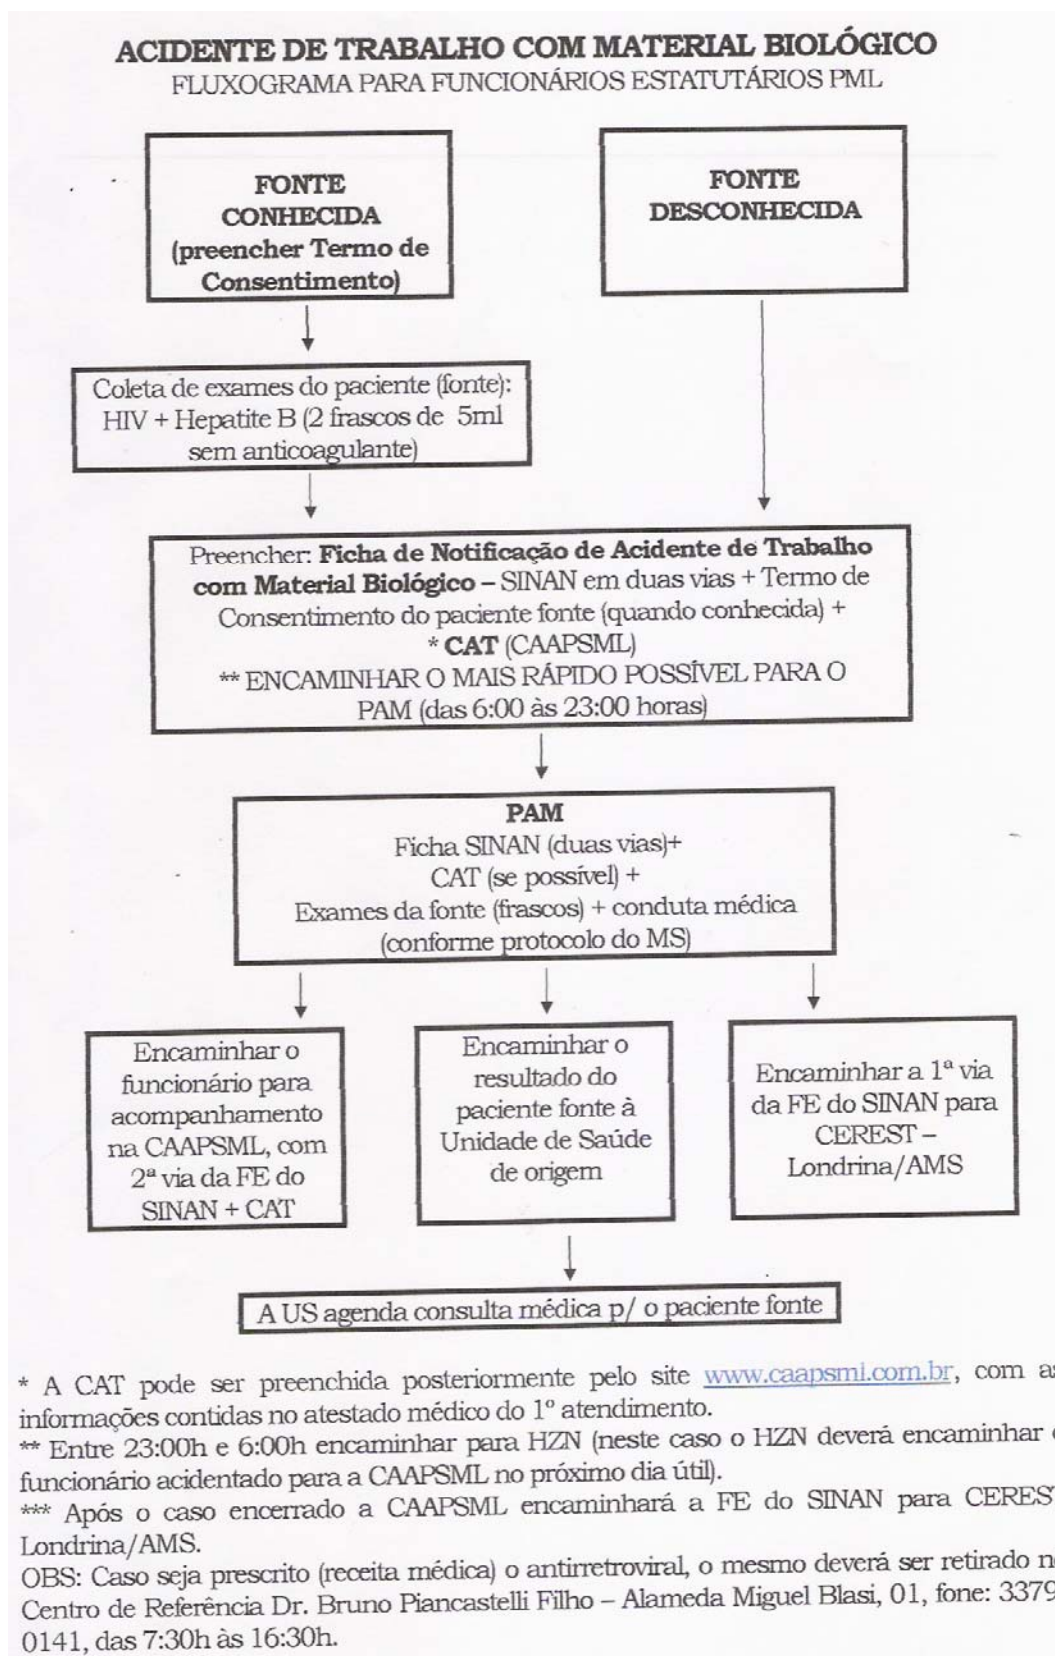 ACIDENTE DE TRABALHO COM MATERIAL BIOLÓGICO
FLUXOGRAMA PARA FUNCIONÁRIOS ESTATUTÁRIOS PML
FONTE
CONHECIDA
(preencher Termo de
Consentimento)
FONTE
DESCONHECIDA
Coleta de exames do paciente (fonte):
HIV + Hepatite B (2 frascos de 5ml
sem anticoagulante)
Preencher: Ficha de Notificação de Acidente de Trabalho
com Material Biológico – SINAN em duas vias + Termo de
Consentimento do paciente fonte (quando conhecida) +
* CAT (CAAPSML)
** ENCAMINHAR O MAIS RÁPIDO POSSÍVEL PARA O
PAM (das 6:00 às 23:00 horas)
PAM
Ficha SINAN (duas vias)+
CAT (se possível) +
Exames da fonte (frascos) + conduta médica
(conforme protocolo do MS)
Encaminhar o
funcionário para
acompanhamento
na CAAPSML, com
2ª via da FE do
SINAN + CAT
Encaminhar o
resultado do
paciente fonte à
Unidade de Saúde
de origem
Encaminhar a 1ª via
da FE do SINAN para
CEREST –
Londrina/AMS
A US agenda consulta médica p/ o paciente fonte
* A CAT pode ser preenchida posteriormente pelo site www.caapsml.com.br, com as
informações contidas no atestado médico do 1º atendimento.
** Entre 23:00h e 6:00h encaminhar para HZN (neste caso o HZN deverá encaminhar
funcionário acidentado para a CAAPSML no próximo dia útil).
*** Após o caso encerrado a CAAPSML encaminhará a FE do SINAN para CEREST
Londrina/AMS.
OBS: Caso seja prescrito (receita médica) o antirretroviral, o mesmo deverá ser retirado
Centro de Referência Dr. Bruno Piancastelli Filho – Alameda Miguel Blasi, 01, fone: 3379
0141, das 7:30h às 16:30h.